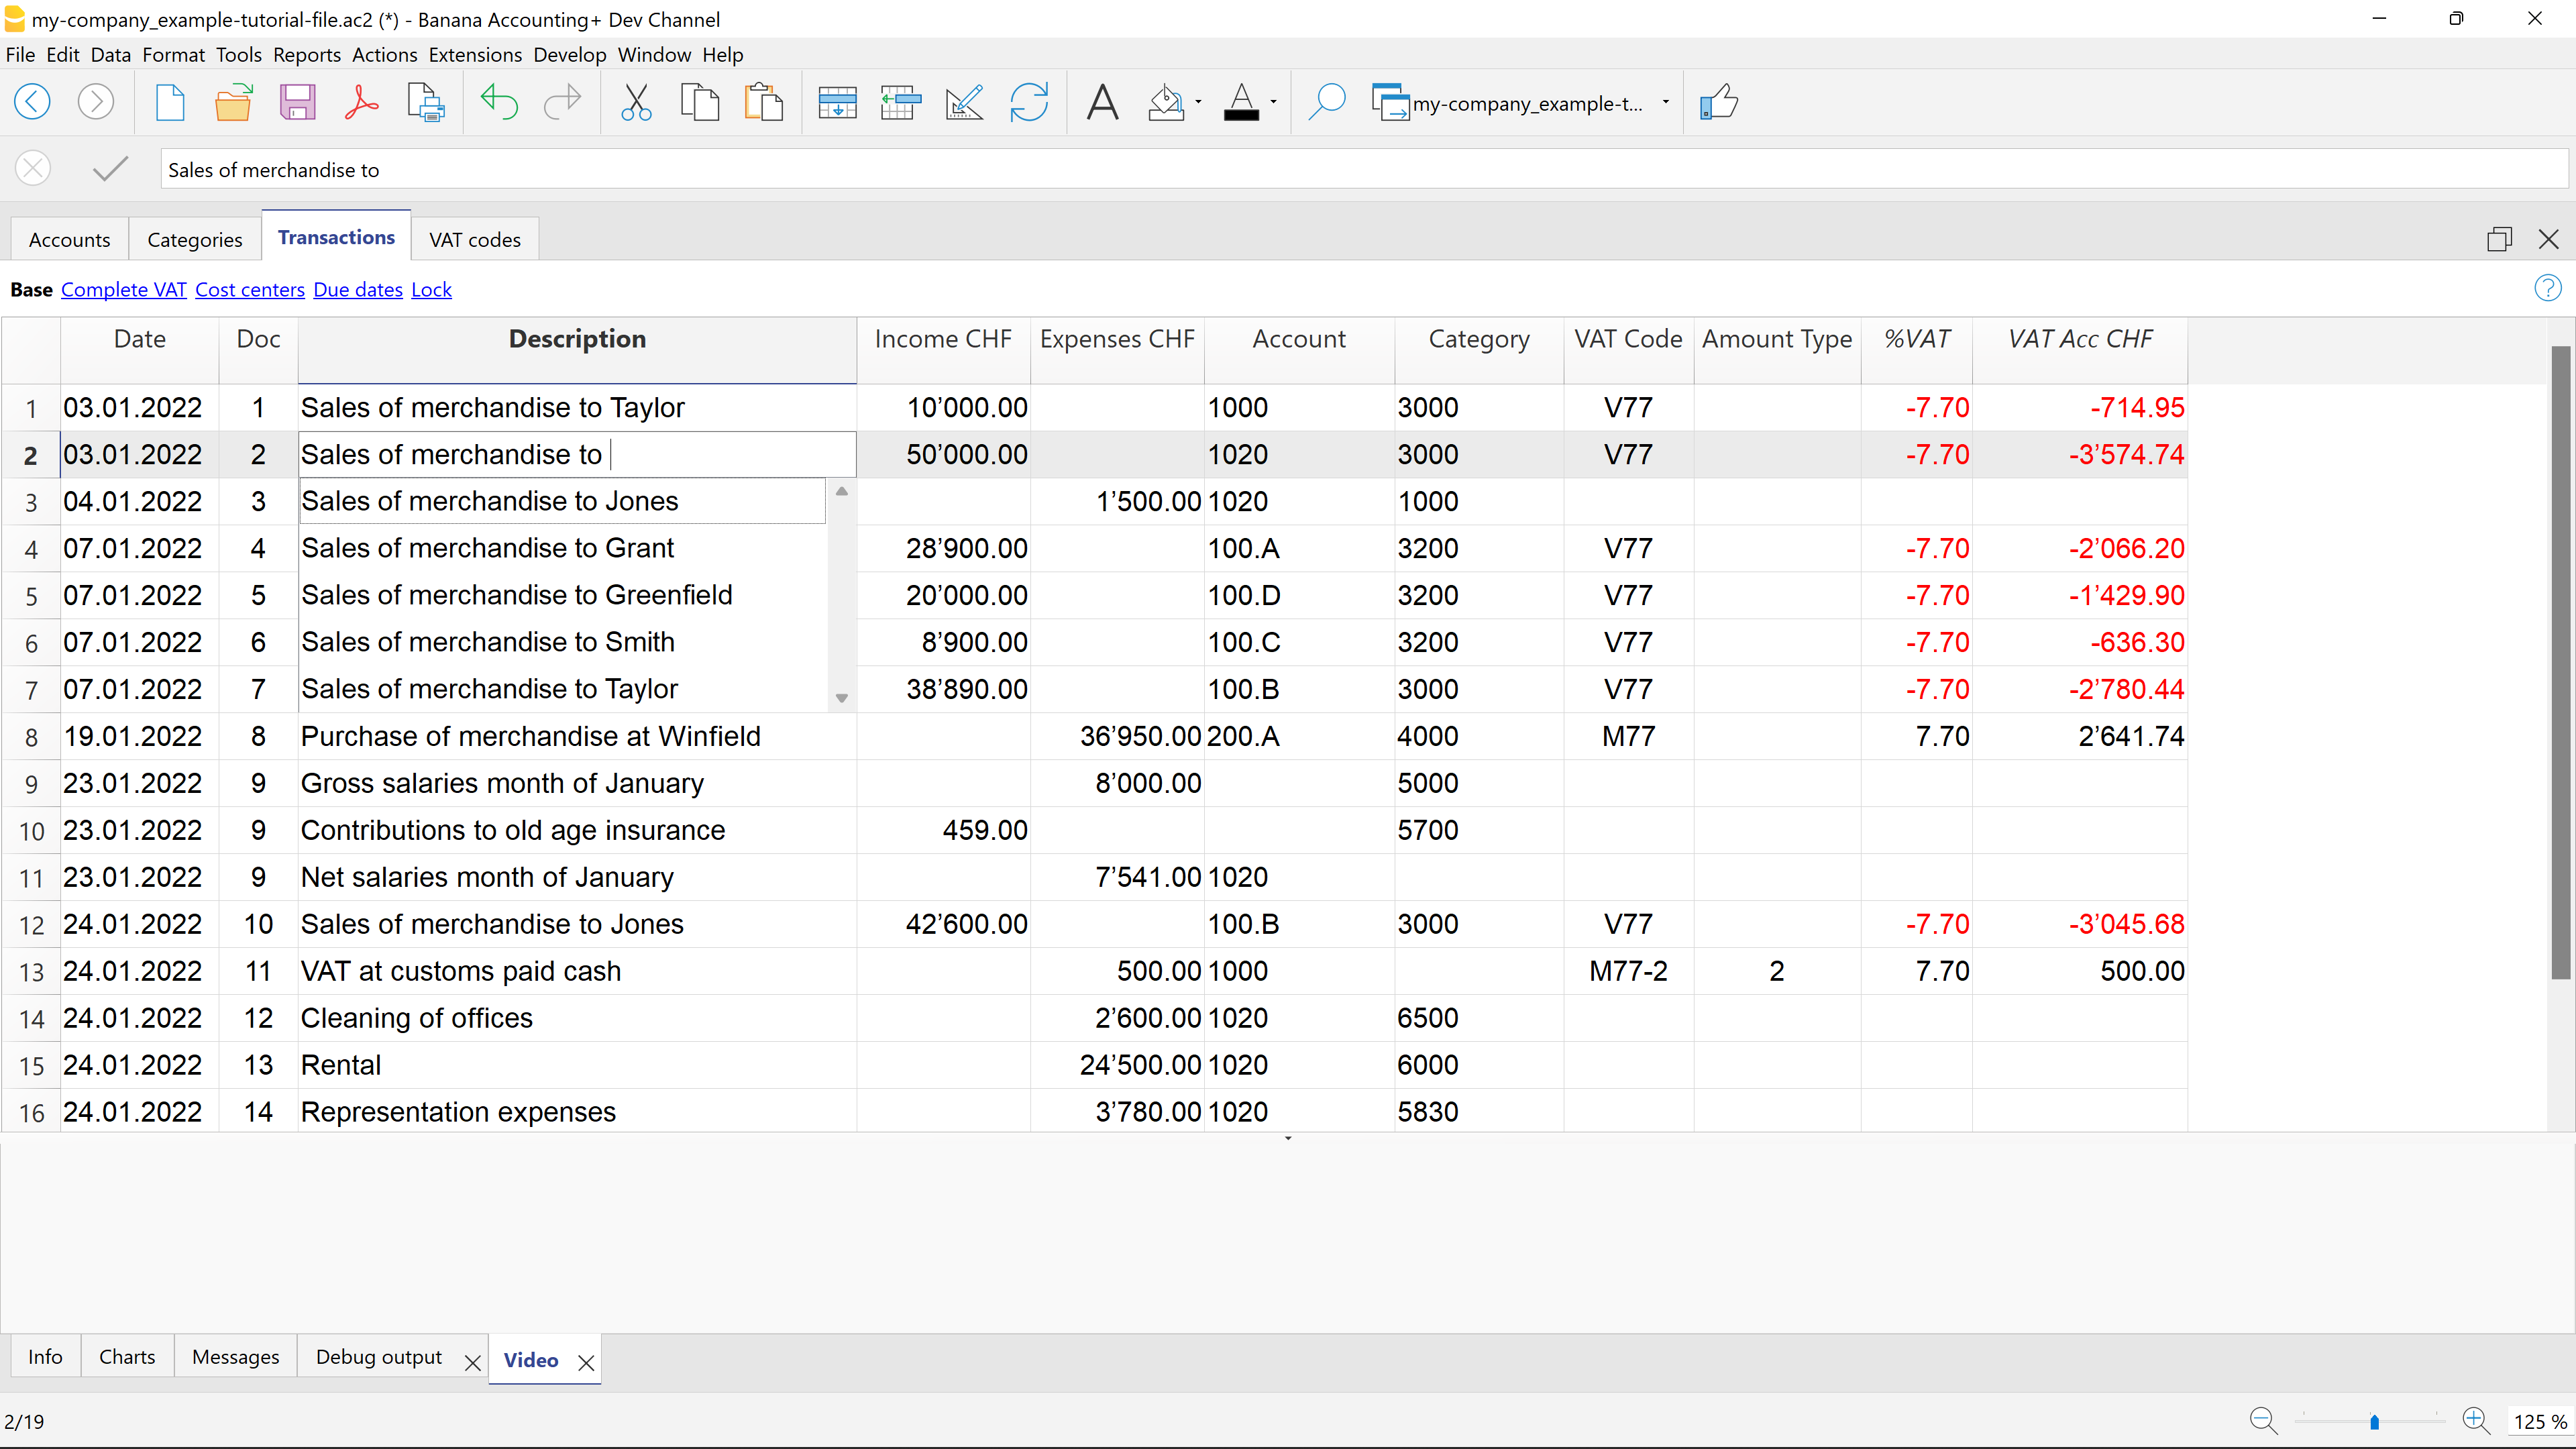 my-company_example-tutorial-file.ac2 (*) - Banana Accounting+ Dev Channel
File Edit Data Format Tools Reports Actions Extensions Develop Window Help
my-company_example-t...
Sales of merchandise to
Accounts Categories Transactions VAT codes
Base Complete VAT Cost centers Due dates Lock ?
Date Doc Description Income CHF Expenses CHF Account Category VAT Code Amount Type %VAT VAT Acc CHF
1 03.01.2022 1 Sales of merchandise to Taylor 10’000.00 1000 3000 V77 -7.70 -714.95
2 03.01.2022 2 Sales of merchandise to 50’000.00 1020 3000 V77 -7.70 -3’574.74
3 04.01.2022 3 Sales of merchandise to Jones 1’500.00 1020 1000
4 07.01.2022 4 Sales of merchandise to Grant 28’900.00 100.A 3200 V77 -7.70 -2’066.20
5 07.01.2022 5 Sales of merchandise to Greenfield 20’000.00 100.D 3200 V77 -7.70 -1’429.90
6 07.01.2022 6 Sales of merchandise to Smith 8’900.00 100.C 3200 V77 -7.70 -636.30
7 07.01.2022 7 Sales of merchandise to Taylor 38’890.00 100.B 3000 V77 -7.70 -2’780.44
8 19.01.2022 8 Purchase of merchandise at Winfield 36’950.00 200.A 4000 M77 7.70 2’641.74
9 23.01.2022 9 Gross salaries month of January 8’000.00 5000
10 23.01.2022 9 Contributions to old age insurance 459.00 5700
11 23.01.2022 9 Net salaries month of January 7’541.00 1020
12 24.01.2022 10 Sales of merchandise to Jones 42’600.00 100.B 3000 V77 -7.70 -3’045.68
13 24.01.2022 11 VAT at customs paid cash 500.00 1000 M77-2 2 7.70 500.00
14 24.01.2022 12 Cleaning of offices 2’600.00 1020 6500
15 24.01.2022 13 Rental 24’500.00 1020 6000
16 24.01.2022 14 Representation expenses 3’780.00 1020 5830
Info Charts Messages Debug output Video
2/19 125 %